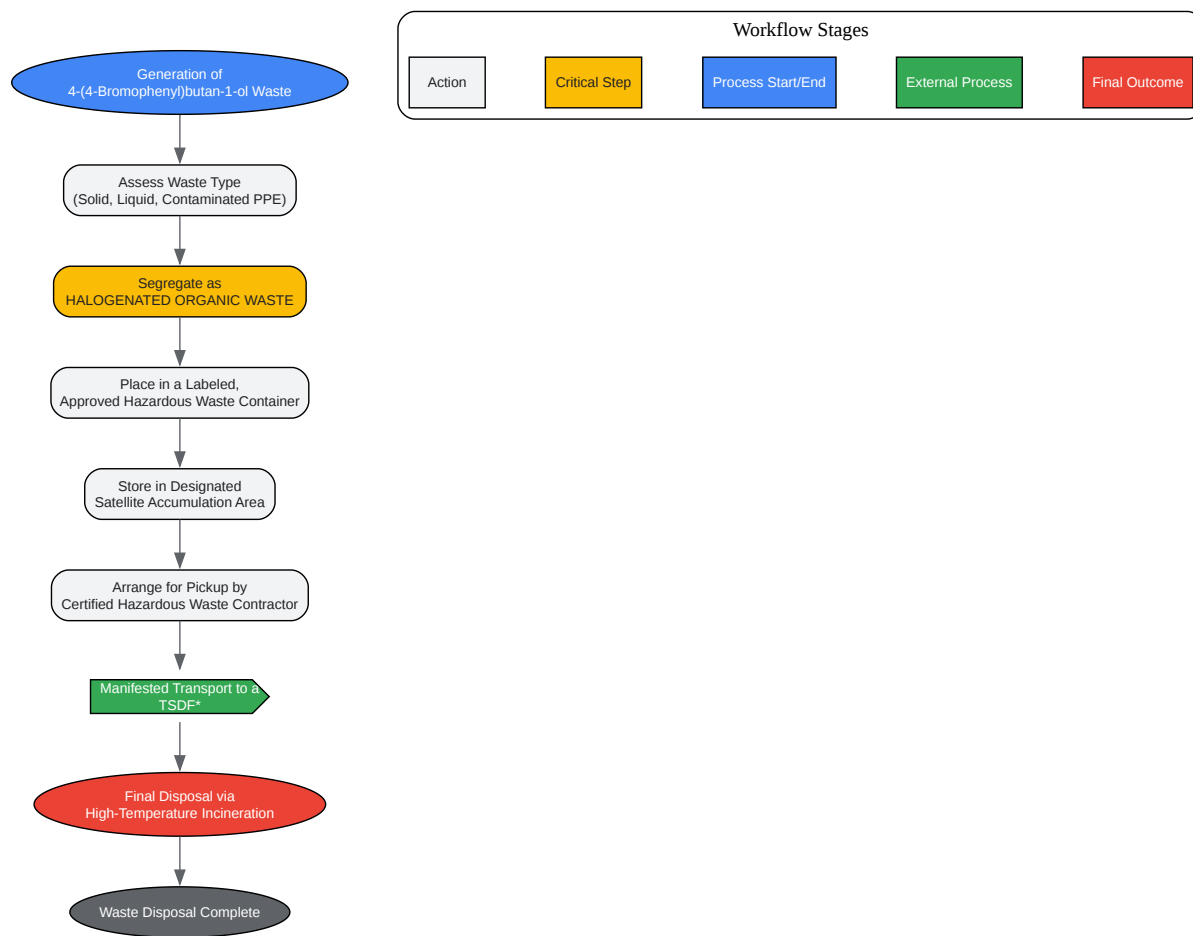 Workflow Stages
Action
Critical Step
Process Start/End
External Process
Final Outcome
Generation of
4-(4-Bromophenyl)butan-1-ol Waste
Assess Waste Type
(Solid, Liquid, Contaminated PPE)
Segregate as
HALOGENATED ORGANIC WASTE
Place in a Labeled,
Approved Hazardous Waste Container
Store in Designated
Satellite Accumulation Area
Arrange for Pickup by
Certified Hazardous Waste Contractor
Manifested Transport to a
TSDF*
Final Disposal via
High-Temperature Incineration
Waste Disposal Complete